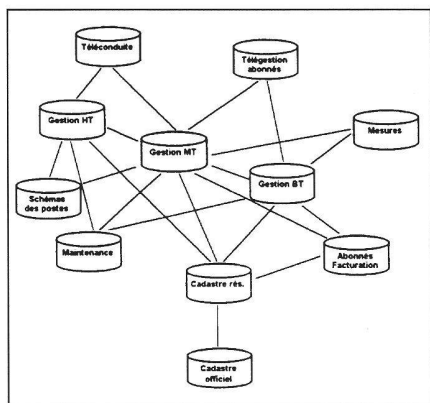 Téléconduite
Télégestion
abonnés
Gestion HT
Gestion MT
Mesures
Gestion BT
Schémas
des postes
Maintenance
Cadastre rés.
Abonnés
Facturation
Cadastre
officiel